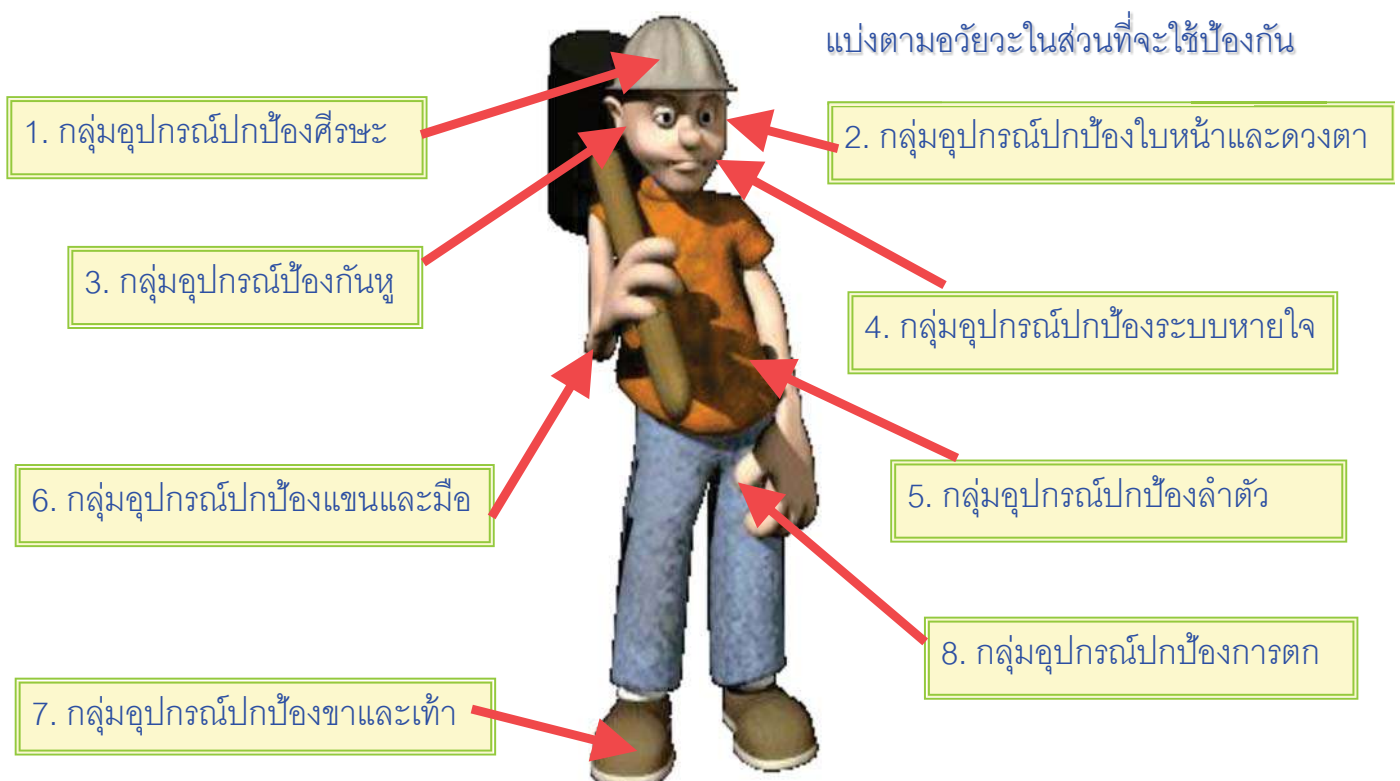 แบ่งตามอวัยวะในส่วนที่จะใช้ป้องกัน
1. กลุ่มอุปกรณ์ปกป้องศีรษะ
2. กลุ่มอุปกรณ์ปกป้องใบหน้าและดวงตา
3. กลุ่มอุปกรณ์ป้องกันหู
4. กลุ่มอุปกรณ์ปกป้องระบบหายใจ
5. กลุ่มอุปกรณ์ปกป้องลำตัว
6. กลุ่มอุปกรณ์ปกป้องแขนและมือ
7. กลุ่มอุปกรณ์ปกป้องขาและเท้า
8. กลุ่มอุปกรณ์ปกป้องการตก